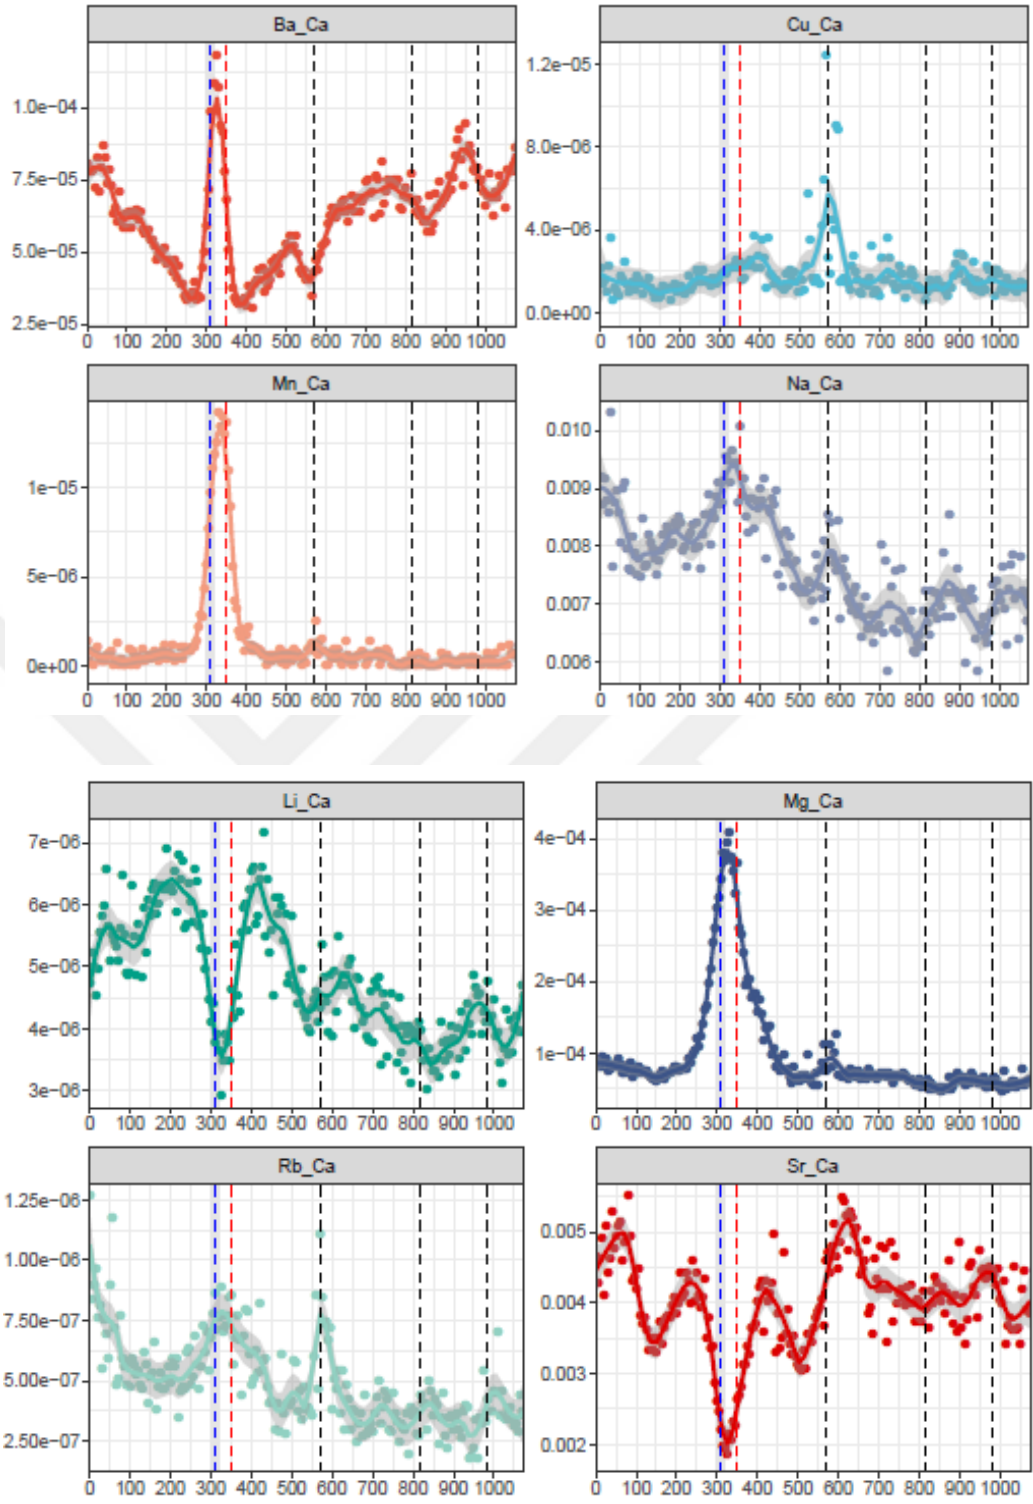 Ba_Ca
Cu_Ca
1.0e−04
7.5e−05
5.0e−05
2.5e−05
1.2e−05
8.0e−06
4.0e−06
0.0e+00
0 100 200 300 400 500 600 700 800 900 1000
0 100 200 300 400 500 600 700 800 900 1000
Mn_Ca
Na_Ca
1e−05
5e−06
0e+00
0.010
0.009
0.008
0.007
0.006
0 100 200 300 400 500 600 700 800 900 1000
0 100 200 300 400 500 600 700 800 900 1000
Li_Ca
Mg_Ca
7e−06
6e−06
5e−06
4e−06
3e−06
4e−04
3e−04
2e−04
1e−04
0 100 200 300 400 500 600 700 800 900 1000
0 100 200 300 400 500 600 700 800 900 1000
Rb_Ca
Sr_Ca
1.25e−06
1.00e−06
7.50e−07
5.00e−07
2.50e−07
0.005
0.004
0.003
0.002
0 100 200 300 400 500 600 700 800 900 1000
0 100 200 300 400 500 600 700 800 900 1000